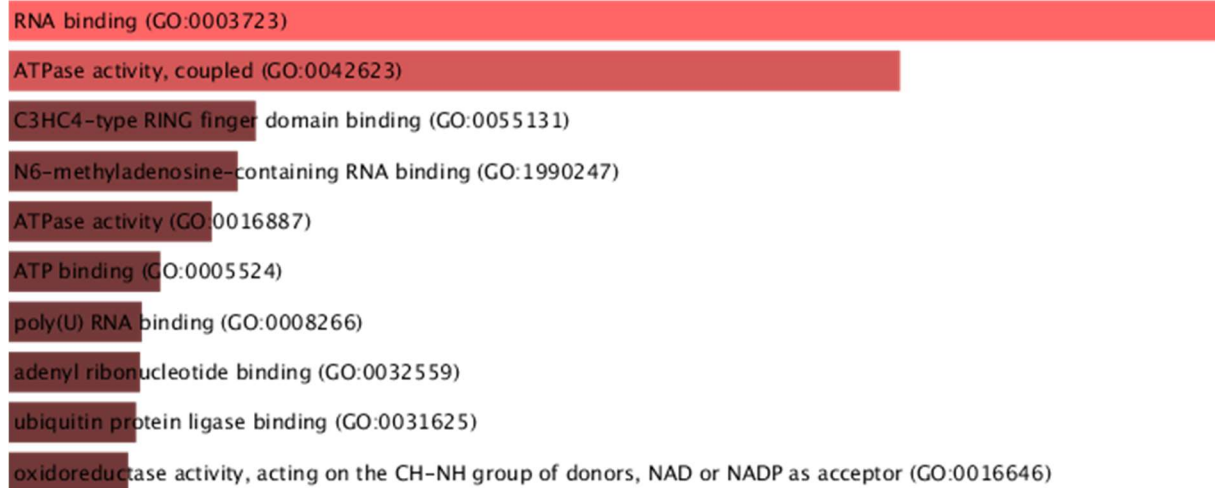 RNA binding (GO:0003723)
ATPase activity, coupled (GO:0042623)
C3HC4-type RING finger domain binding (GO:0055131)
N6-methyladenosine-containing RNA binding (GO:1990247)
ATPase activity (GO:0016887)
ATP binding (GO:0005524)
poly(U) RNA binding (GO:0008266)
adenyl ribonucleotide binding (GO:0032559)
ubiquitin protein ligase binding (GO:0031625)
oxidoreductase activity, acting on the CH-NH group of donors, NAD or NADP as acceptor (GO:0016646)